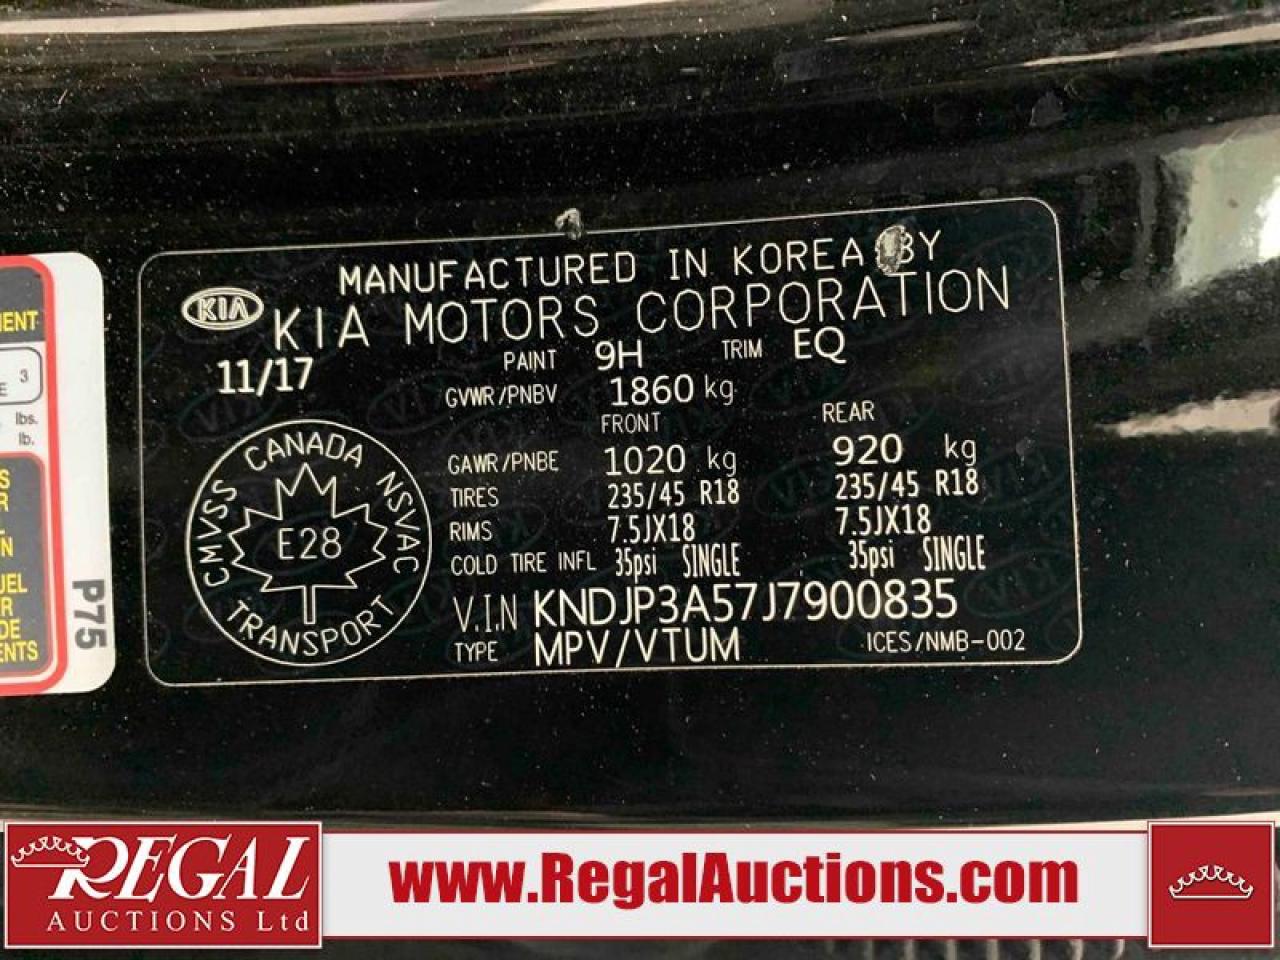 MANUFACTURED IN KOREA BY
KIA
KIA MOTORS CORPORATION
11/17
PAINT 9H TRIM EQ
GVWR/PNBV 1860 kg
FRONT REAR
GAWR/PNBE 1020 kg 920 kg
TIRES 235/45 R18 235/45 R18
RIMS 7.5JX18 7.5JX18
COLD TIRE INFL 35psi SINGLE 35psi SINGLE
V.I.N KNDJP3A57J7900835
TYPE MPV/VTUM ICES/NMB-002
CANADA
CMVSS NSVAC
E28
TRANSPORT
3
lbs.
lb.
P75
REGAL
AUCTIONS Ltd
www.RegalAuctions.com